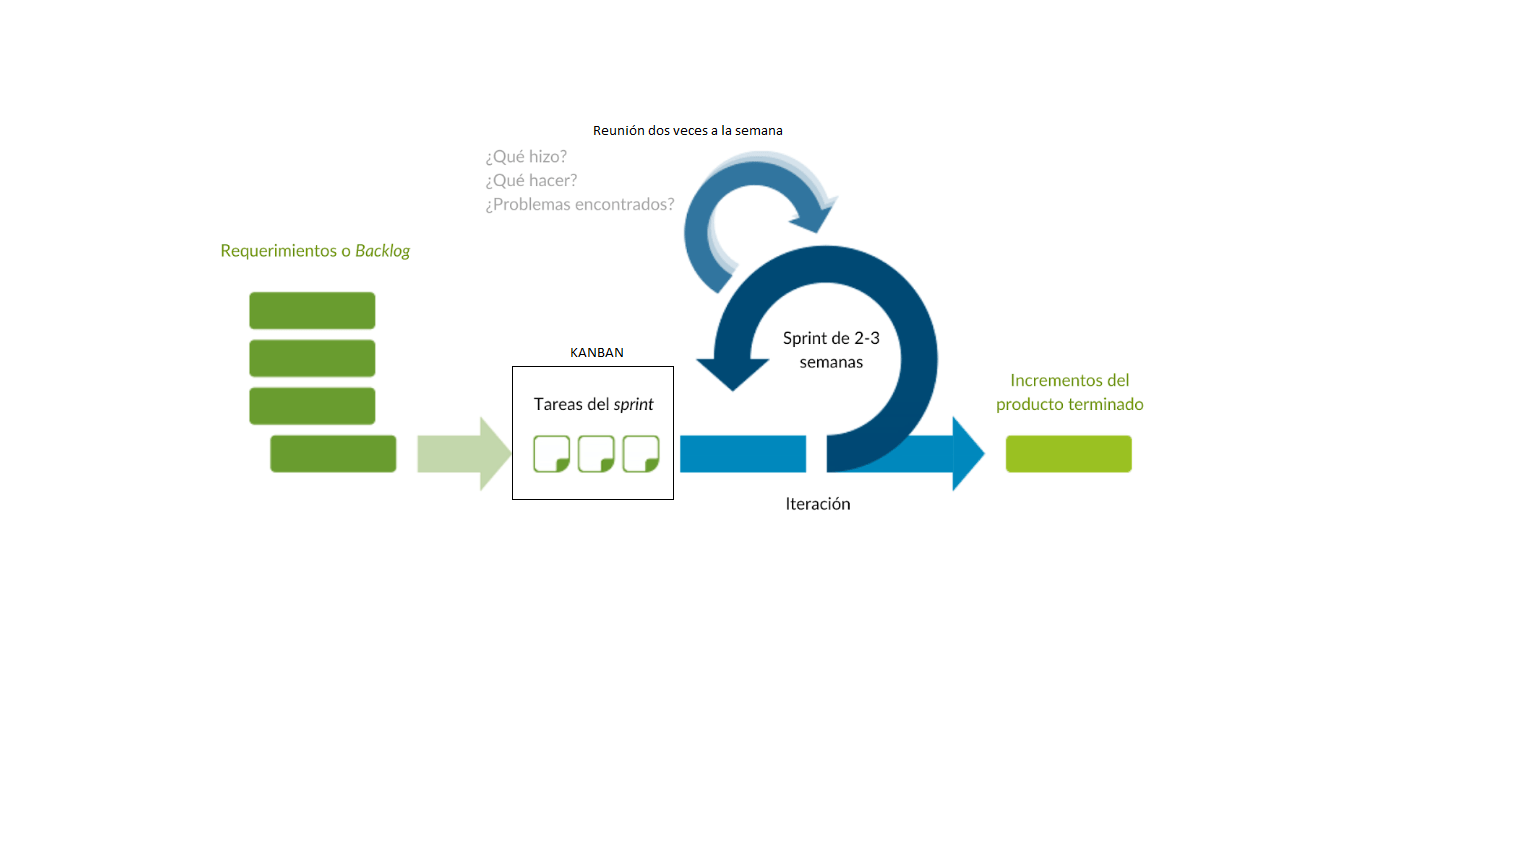 Reunión dos veces a la semana
¿Qué hizo?
¿Qué hacer?
¿Problemas encontrados?
Requerimientos o Backlog
KANBAN
Tareas del sprint
Sprint de 2-3
semanas
Iteración
Incrementos del
producto terminado